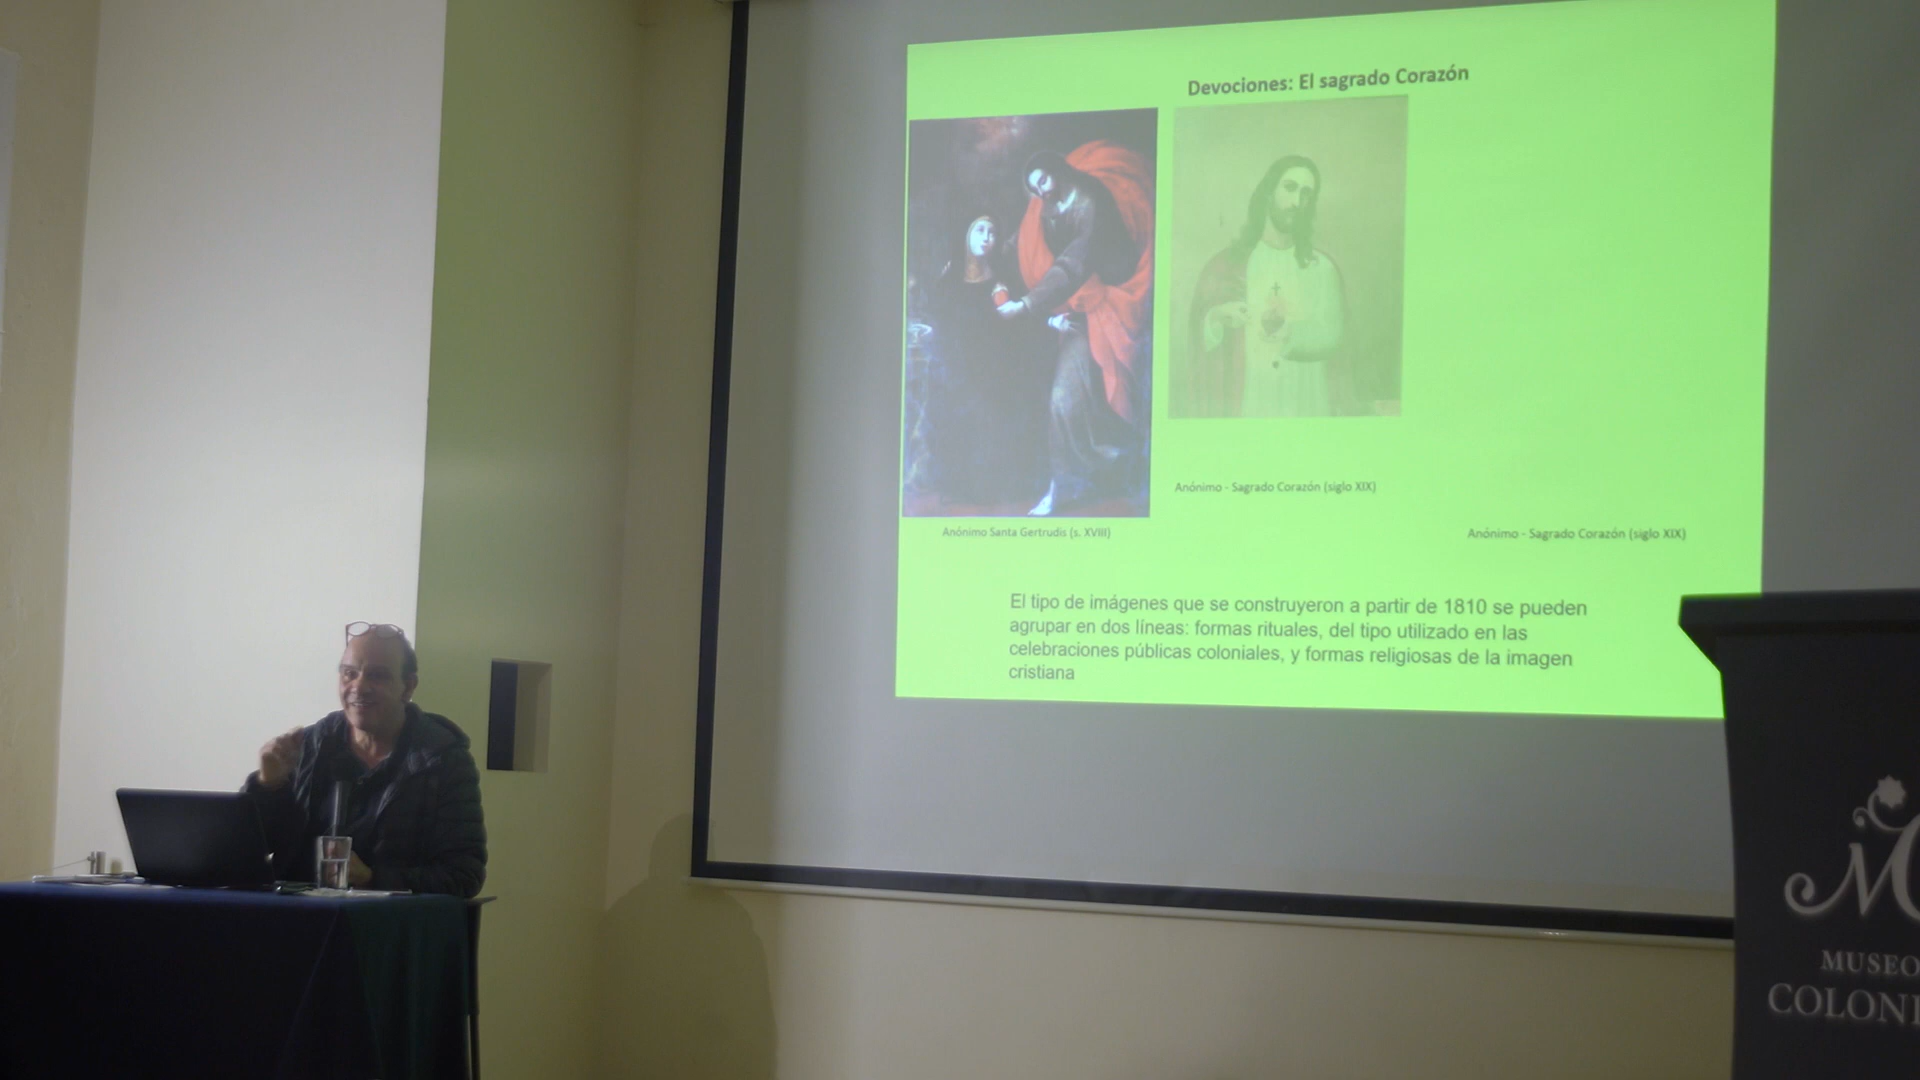 Devociones: El sagrado Corazón
Anónimo - Sagrado Corazón (siglo XIX)
Anónimo Santa Gertrudis (s. XVIII)
Anónimo - Sagrado Corazón (siglo XIX)
El tipo de imágenes que se construyeron a partir de 1810 se pueden
agrupar en dos líneas: formas rituales, del tipo utilizado en las
celebraciones públicas coloniales, y formas religiosas de la imagen
cristiana
MUSEO
COLONI